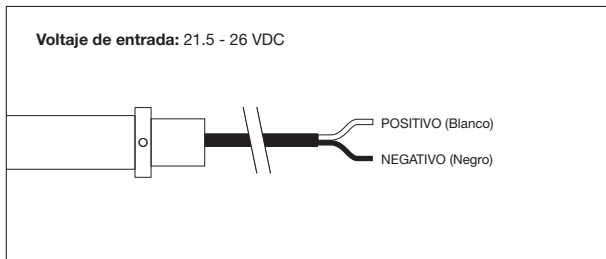 Voltaje de entrada: 21.5 - 26 VDC
POSITIVO (Blanco)
NEGATIVO (Negro)